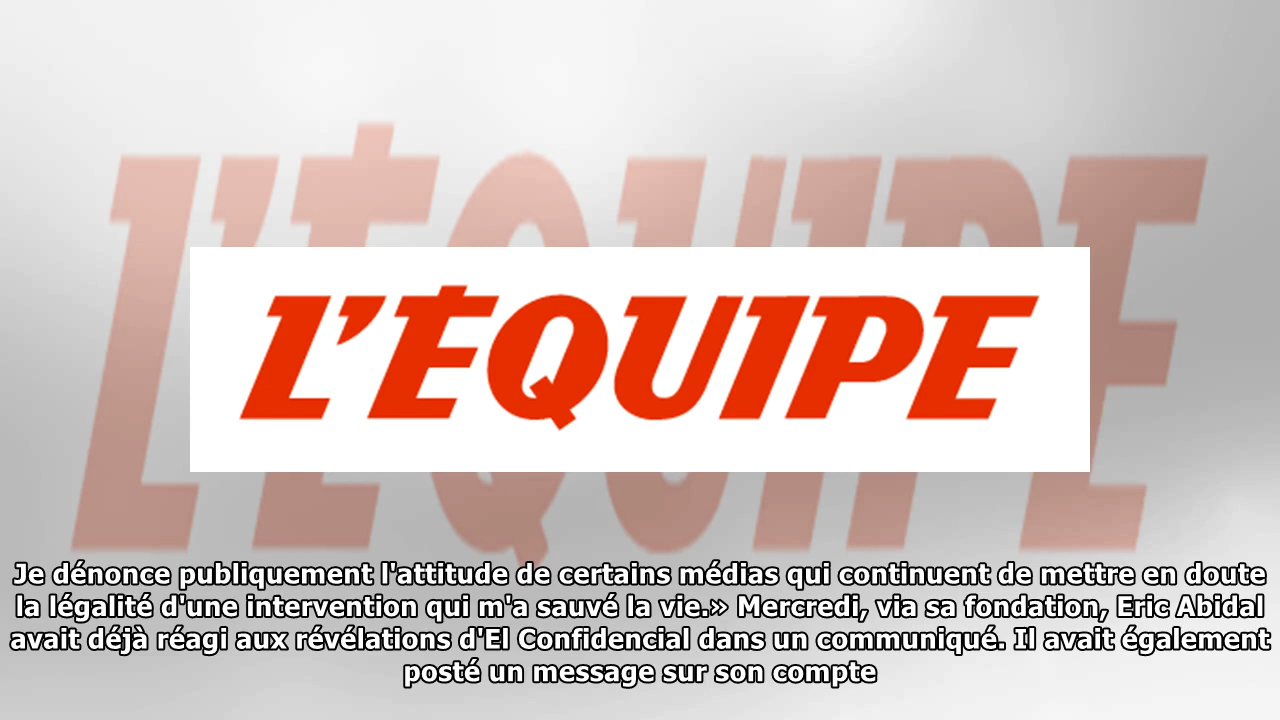 L'ÉQUIPE
L'ÉQUIPE
Je dénonce publiquement l'attitude de certains médias qui continuent de mettre en doute
la légalité d'une intervention qui m'a sauvé la vie.» Mercredi, via sa fondation, Eric Abidal
avait déjà réagi aux révélations d'El Confidencial dans un communiqué. Il avait également
posté un message sur son compte